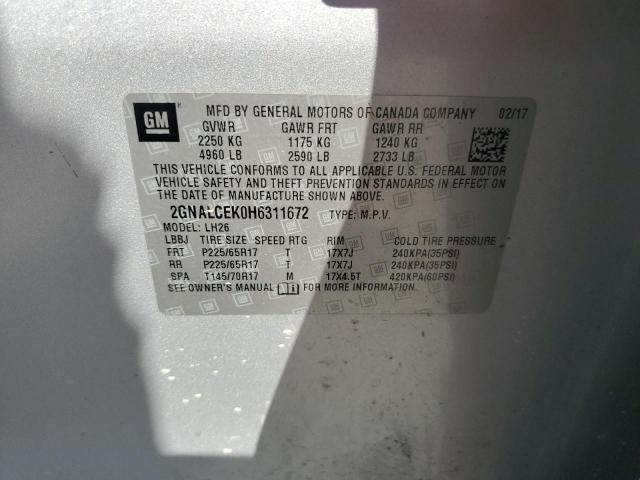 GM
MFD BY GENERAL MOTORS OF CANADA COMPANY 02/17
GVWR GAWR FRT GAWR RR
2250 KG 1175 KG 1240 KG
4960 LB 2590 LB 2733 LB
THIS VEHICLE CONFORMS TO ALL APPLICABLE U.S. FEDERAL MOTOR
VEHICLE SAFETY AND THEFT PREVENTION STANDARDS IN EFFECT ON
THE DATE OF MANUFACTURE SHOWN ABOVE.
2GNALCEK0H6311672 TYPE: M.P.V.
MODEL: LH26
LBBJ TIRE SIZE SPEED RTG RIM COLD TIRE PRESSURE
FRT P225/65R17 T 17X7J 240KPA(35PSI)
RR P225/65R17 T 17X7J 240KPA(35PSI)
SPA T145/70R17 M 17X4.5T 420KPA(60PSI)
SEE OWNER'S MANUAL FOR MORE INFORMATION.